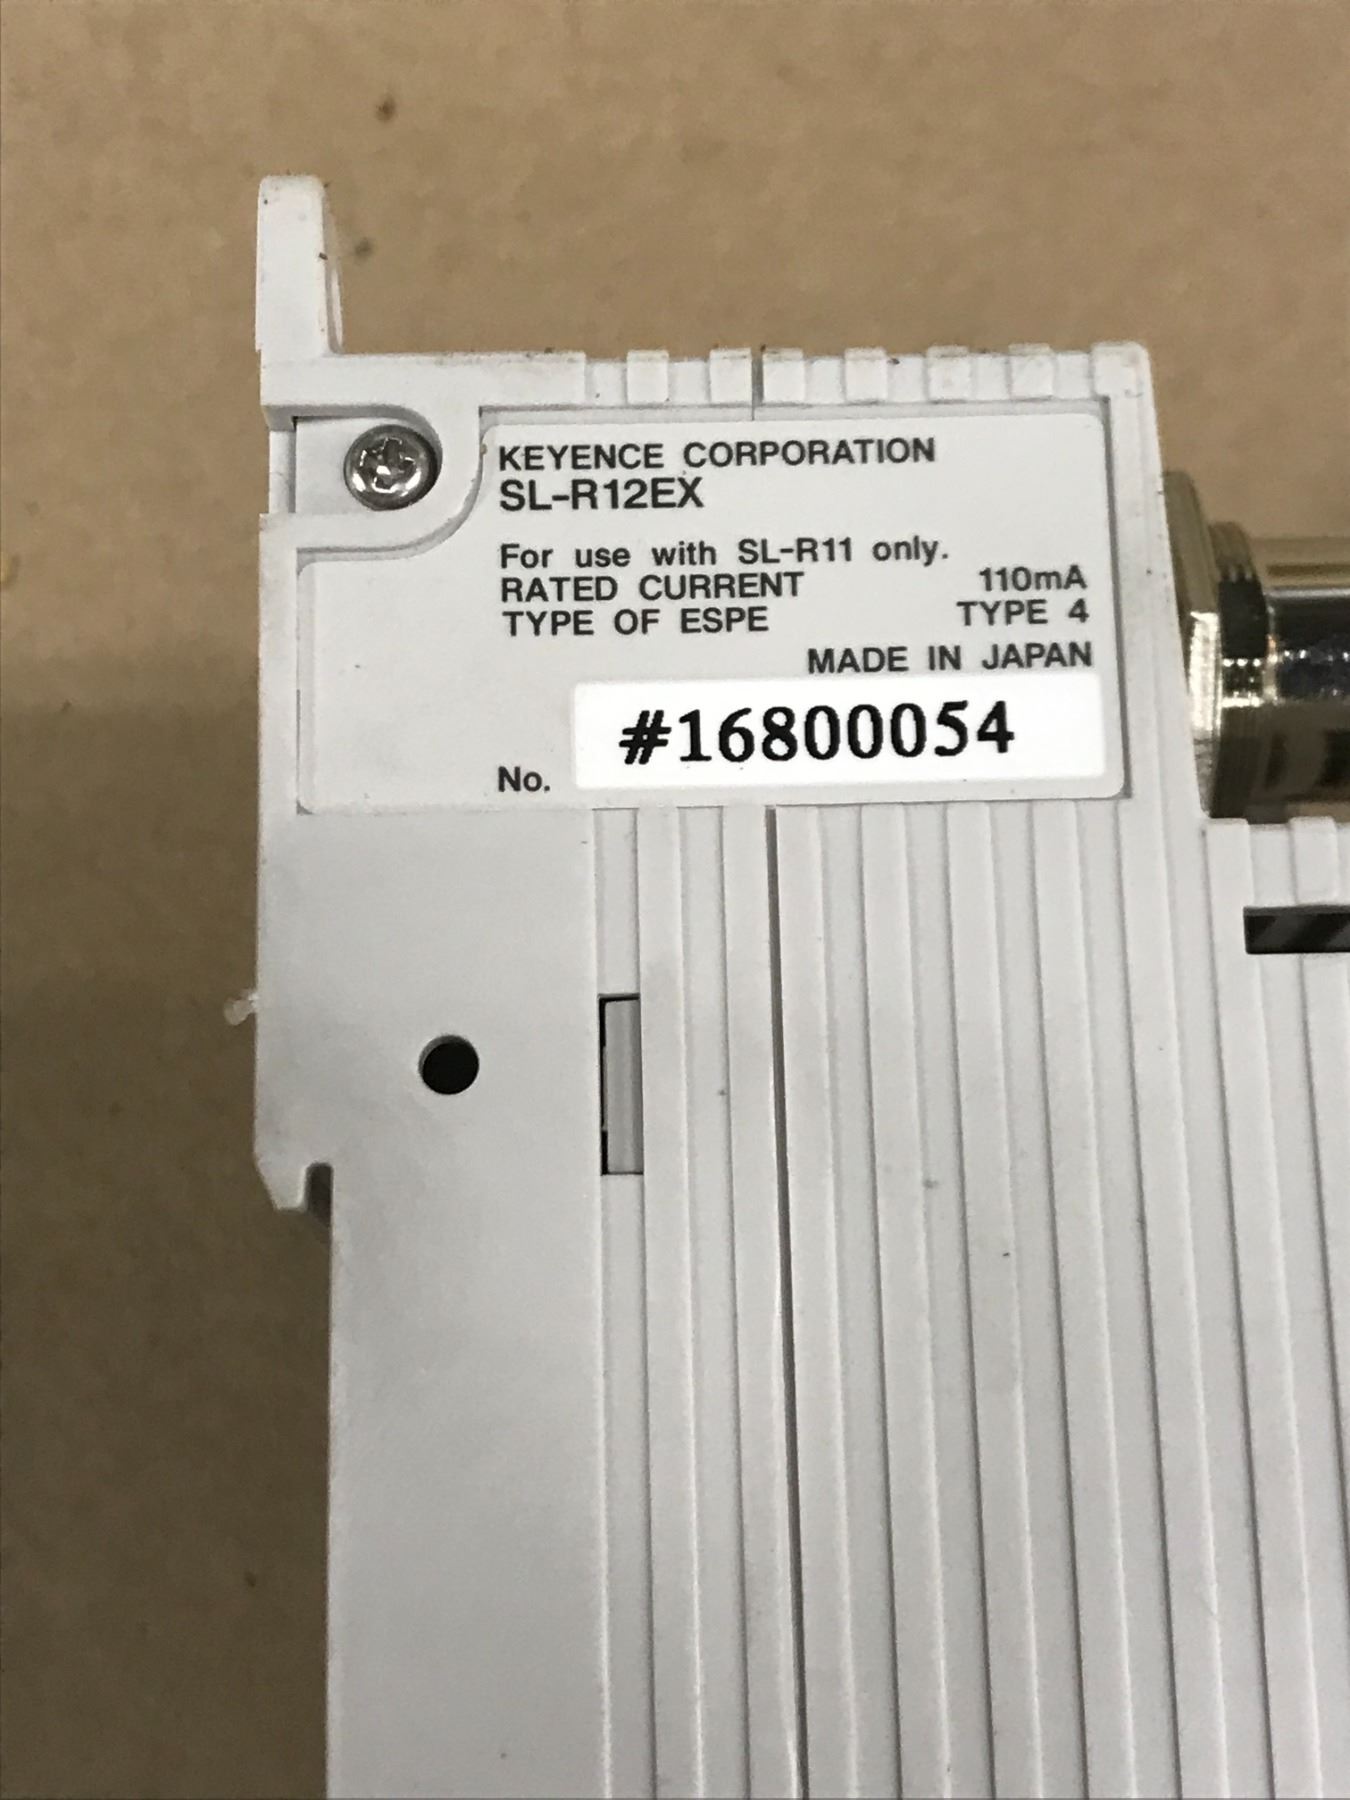 KEYENCE CORPORATION
SL-R12EX
For use with SL-R11 only.
RATED CURRENT 110mA
TYPE OF ESPE TYPE 4
MADE IN JAPAN
No. #16800054